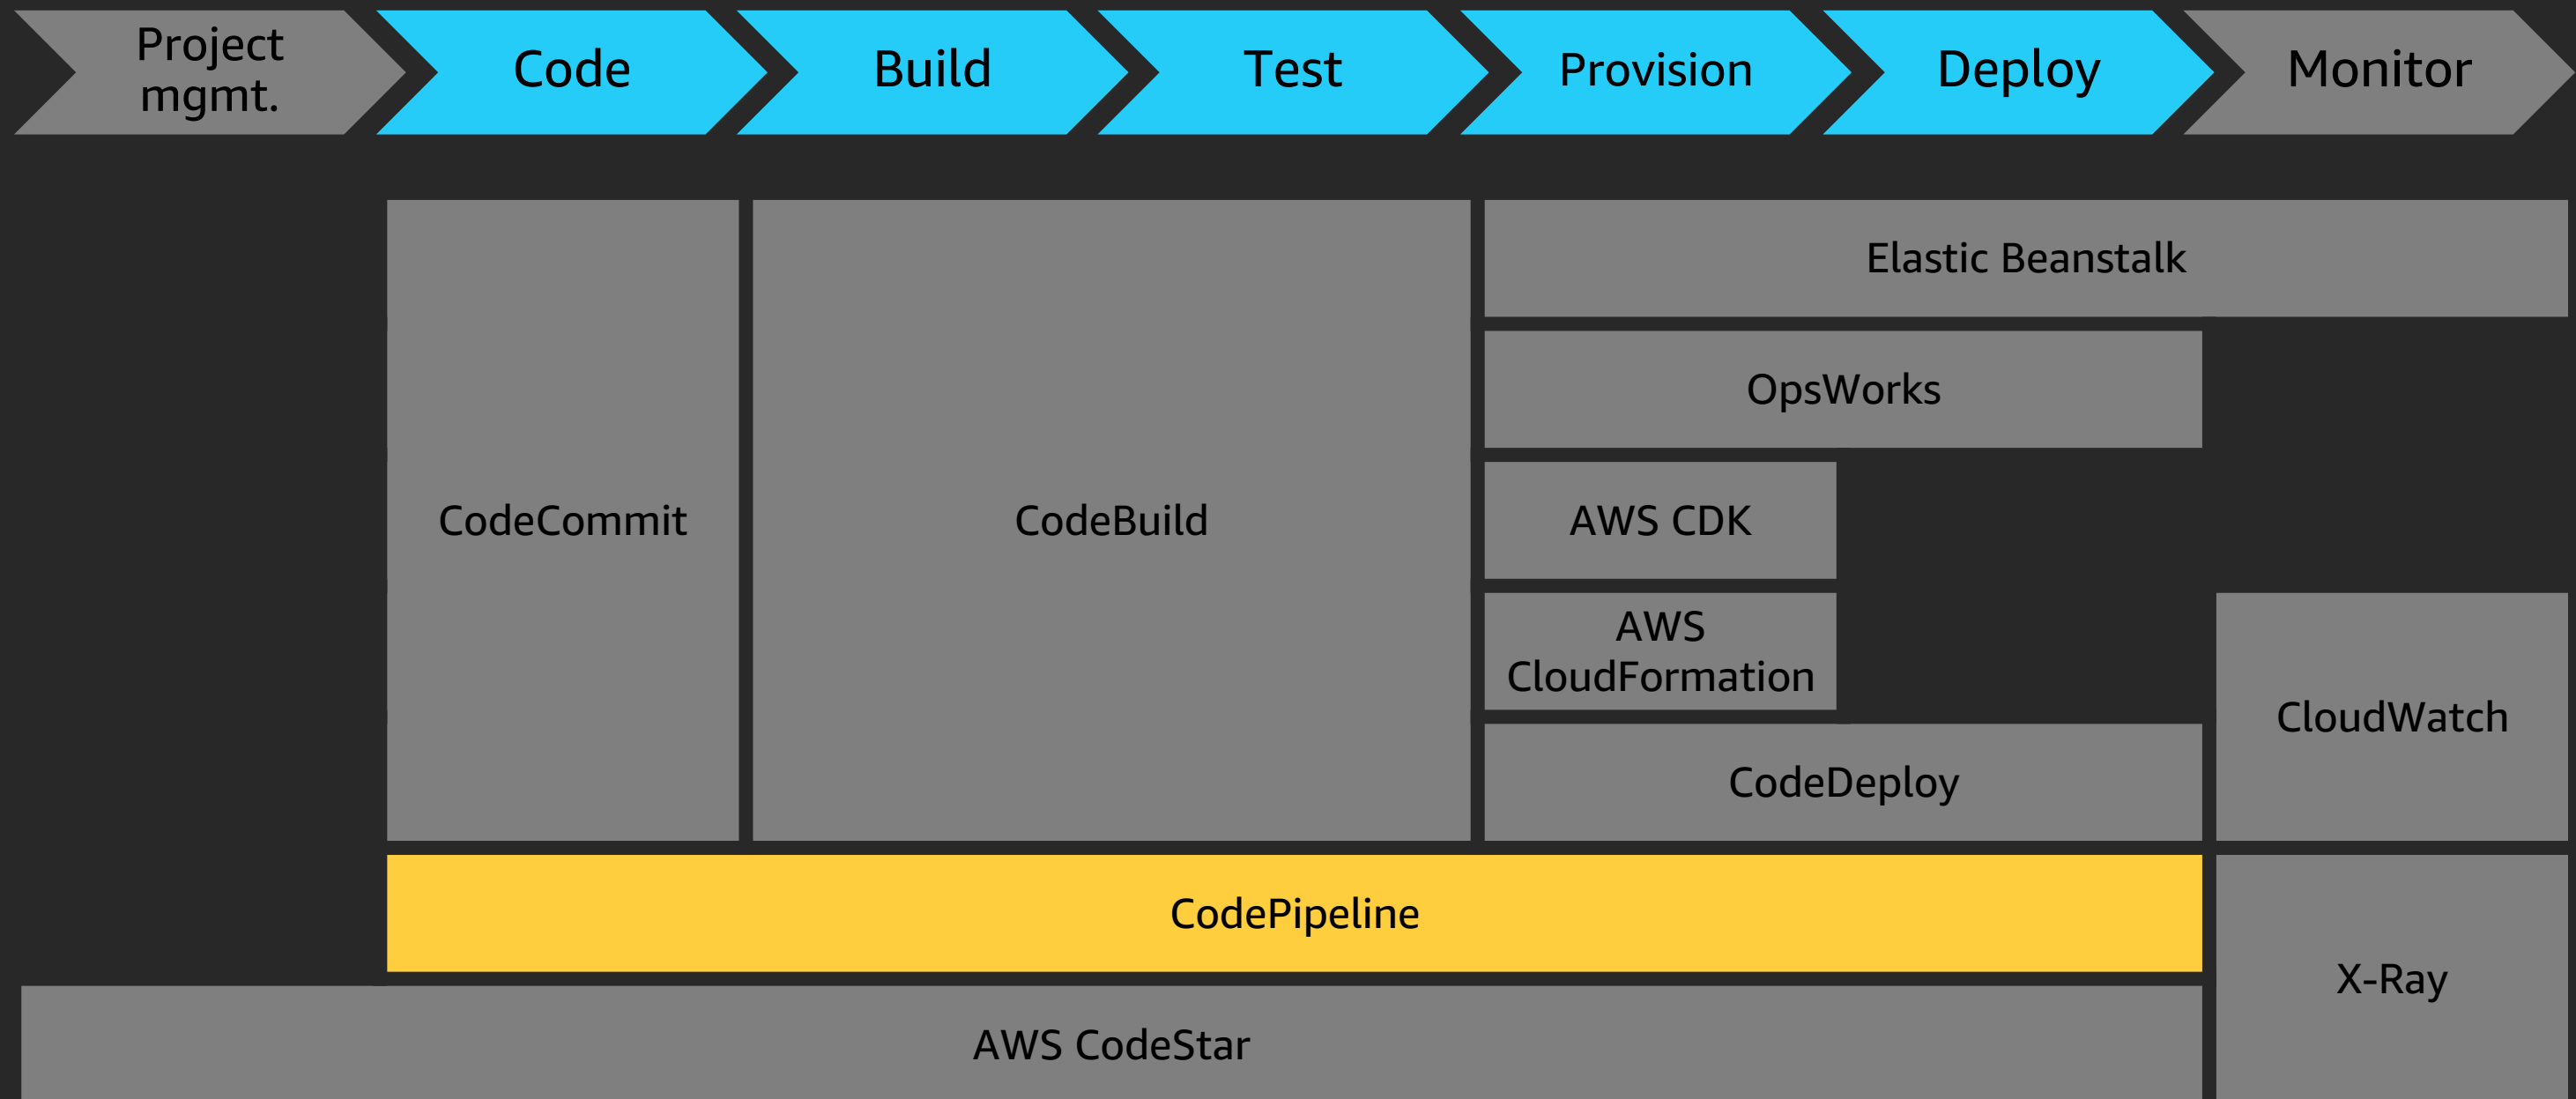 Project
mgmt.
Code
Build
Test
Provision
Deploy
Monitor
Elastic Beanstalk
OpsWorks
CodeCommit
CodeBuild
AWS CDK
AWS
CloudFormation
CloudWatch
CodeDeploy
CodePipeline
X-Ray
AWS CodeStar